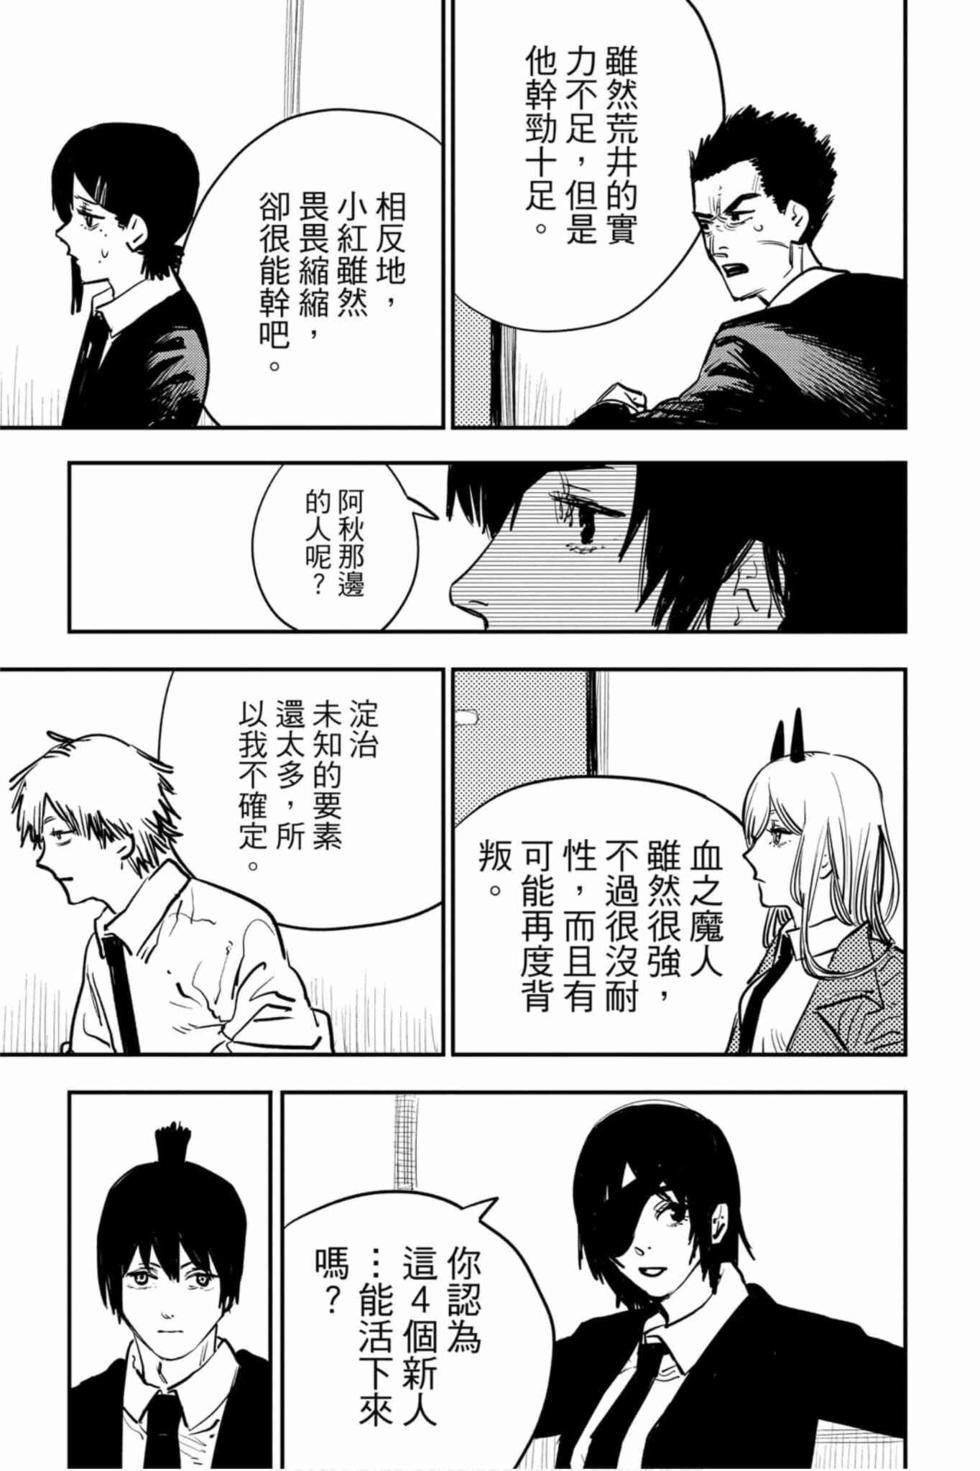 雖然荒井的實
力不足，但是
他幹勁十足。
相反地，
小紅雖然
畏畏縮縮，
卻很能幹吧。
阿秋那邊
的人呢？
血之魔人
雖然很強，
不過很沒耐
性，而且有
可能再度背
叛。
淀治
未知的要素
還太多，所
以我不確定。
你認為
這4個新人
…能活下來
嗎？